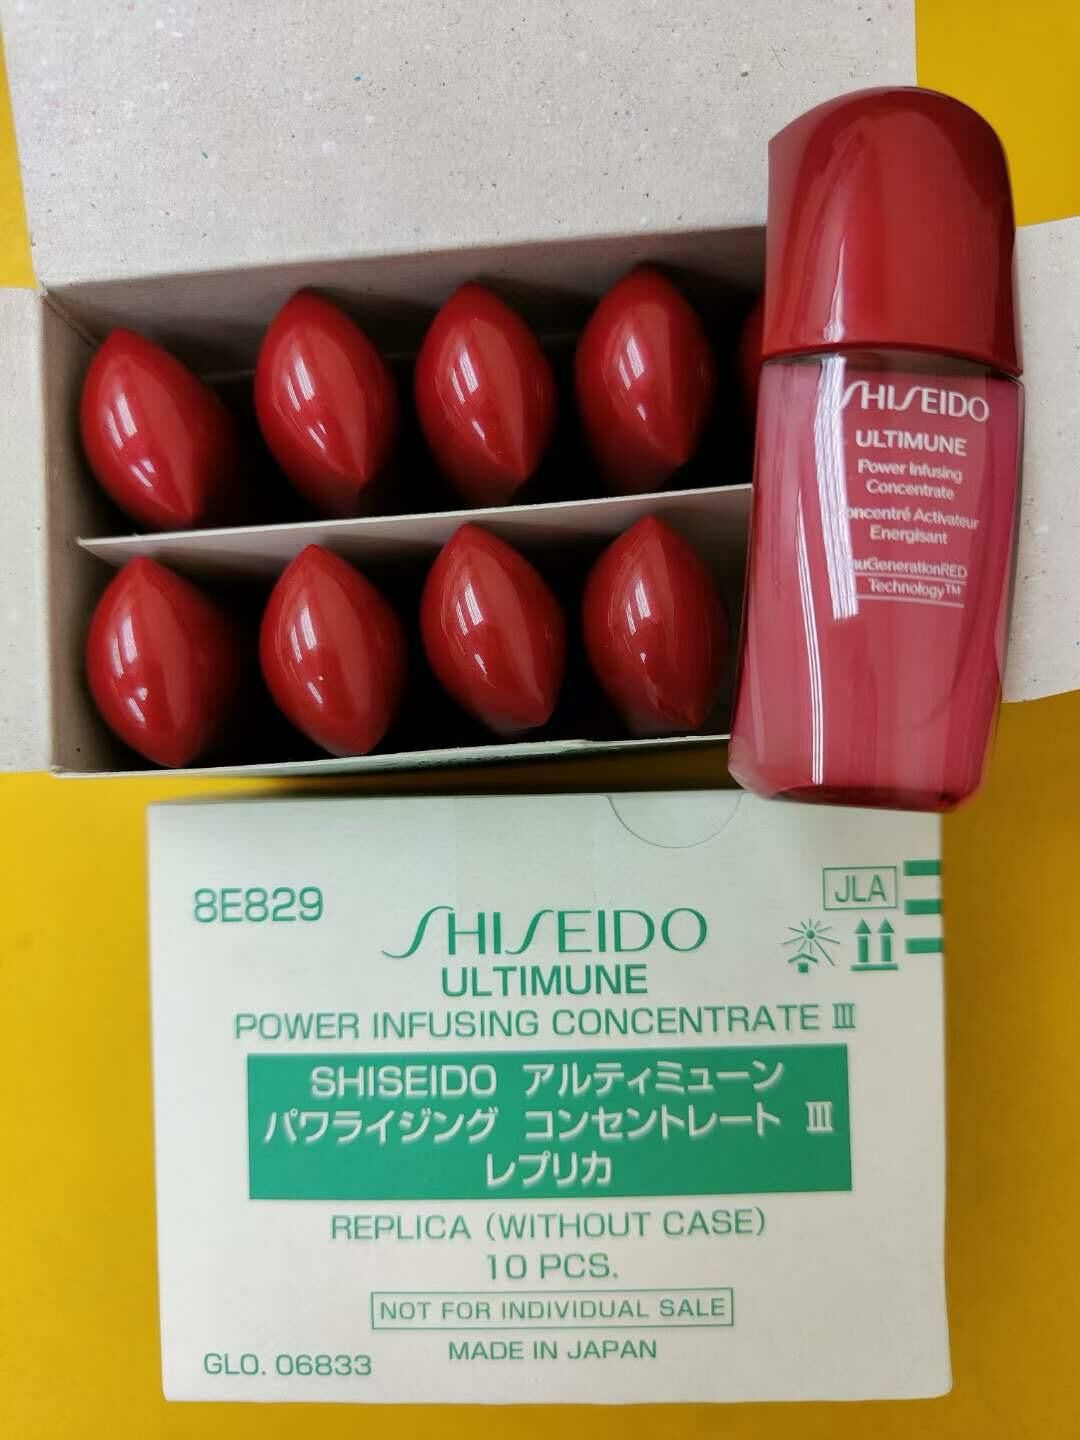 SHISEIDO
ULTIMUNE
Power Infusing
Concentrate
Activateur
Energisant
Technology™
8E829
JLA
SHISEIDO
ULTIMUNE
POWER INFUSING CONCENTRATE Ⅲ
SHISEIDO アルティミューン
パワライジング コンセントレート Ⅲ
レプリカ
REPLICA (WITHOUT CASE)
10 PCS.
NOT FOR INDIVIDUAL SALE
MADE IN JAPAN
GLO. 06833